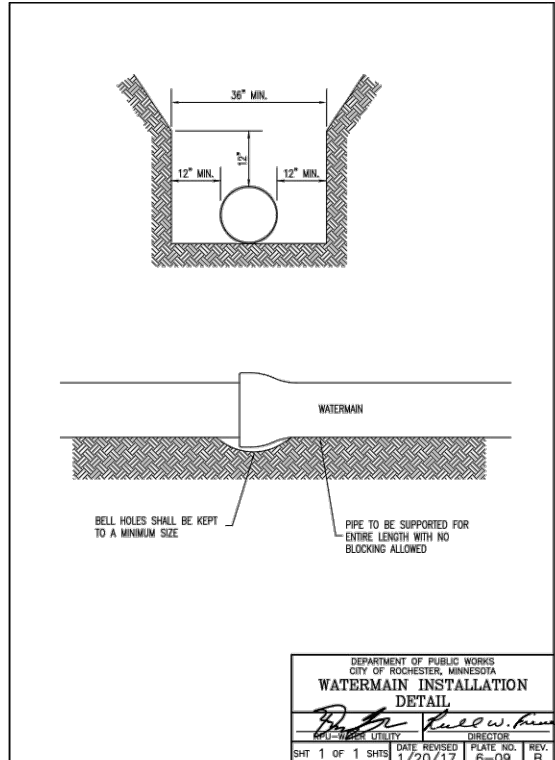 36" MIN.
12"
12" MIN.
12" MIN.
WATERMAIN
BELL HOLES SHALL BE KEPT
TO A MINIMUM SIZE
PIPE TO BE SUPPORTED FOR
ENTIRE LENGTH WITH NO
BLOCKING ALLOWED
DEPARTMENT OF PUBLIC WORKS
CITY OF ROCHESTER, MINNESOTA
WATERMAIN INSTALLATION
DETAIL
RPU-WATER UTILITY
DIRECTOR
SHT 1 OF 1 SHTS
DATE REVISED
1/20/17
PLATE NO.
6-09
REV.
B